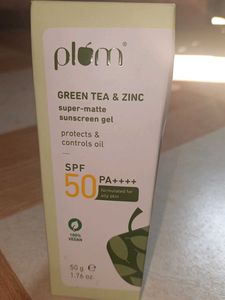 plum
GREEN TEA & ZINC
super-matte
sunscreen gel
protects &
controls oil
SPF
50 PA++++
formulated for
oily skin
100%
VEGAN
50 g ℮
1.76 oz.